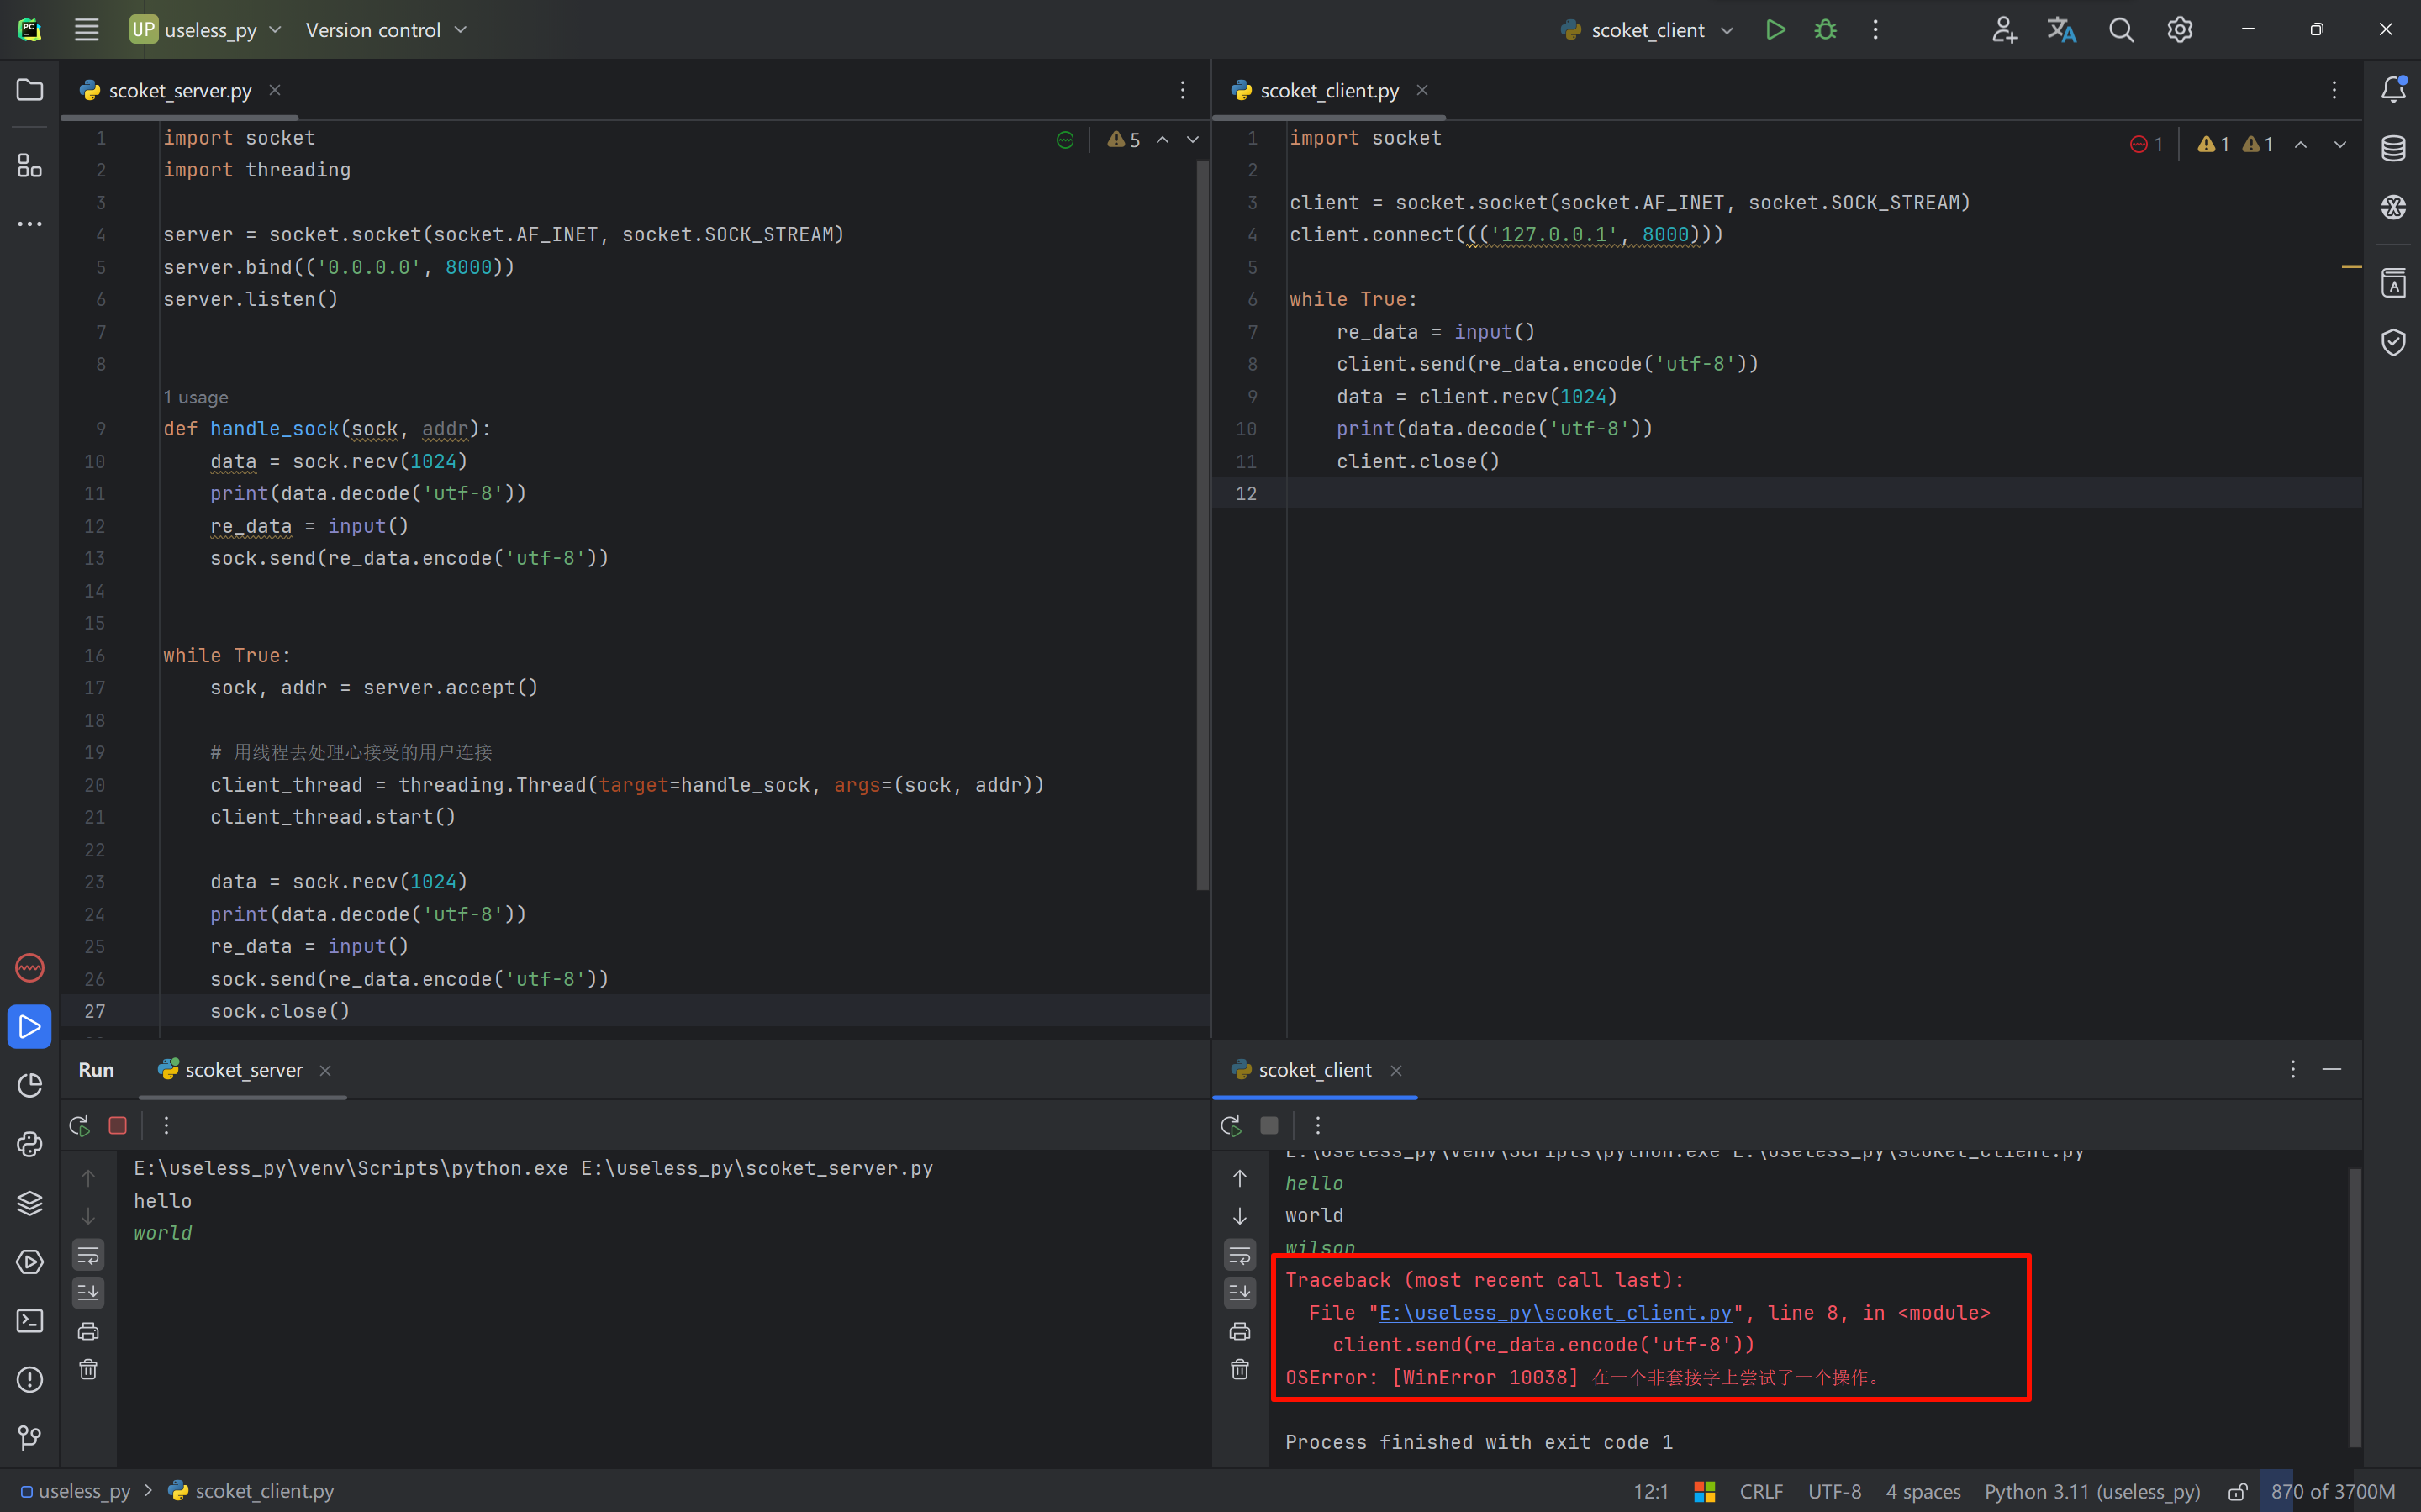 UP useless_py Version control scoket_client
scoket_server.py
1 import socket
2 import threading
3
4 server = socket.socket(socket.AF_INET, socket.SOCK_STREAM)
5 server.bind(('0.0.0.0', 8000))
6 server.listen()
7
8
1 usage
9 def handle_sock(sock, addr):
10 data = sock.recv(1024)
11 print(data.decode('utf-8'))
12 re_data = input()
13 sock.send(re_data.encode('utf-8'))
14
15
16 while True:
17 sock, addr = server.accept()
18
19 # 用线程去处理心接受的用户连接
20 client_thread = threading.Thread(target=handle_sock, args=(sock, addr))
21 client_thread.start()
22
23 data = sock.recv(1024)
24 print(data.decode('utf-8'))
25 re_data = input()
26 sock.send(re_data.encode('utf-8'))
27 sock.close()
5
scoket_client.py
1 import socket
2
3 client = socket.socket(socket.AF_INET, socket.SOCK_STREAM)
4 client.connect((('127.0.0.1', 8000)))
5
6 while True:
7 re_data = input()
8 client.send(re_data.encode('utf-8'))
9 data = client.recv(1024)
10 print(data.decode('utf-8'))
11 client.close()
12
1 1 1
Run scoket_server
E:\useless_py\venv\Scripts\python.exe E:\useless_py\scoket_server.py
hello
world
scoket_client
E:\useless_py\venv\Scripts\python.exe E:\useless_py\scoket_client.py
hello
world
wilson
Traceback (most recent call last):
File "E:\useless_py\scoket_client.py", line 8, in <module>
client.send(re_data.encode('utf-8'))
OSError: [WinError 10038] 在一个非套接字上尝试了一个操作。
Process finished with exit code 1
useless_py > scoket_client.py 12:1 CRLF UTF-8 4 spaces Python 3.11 (useless_py) 870 of 3700M